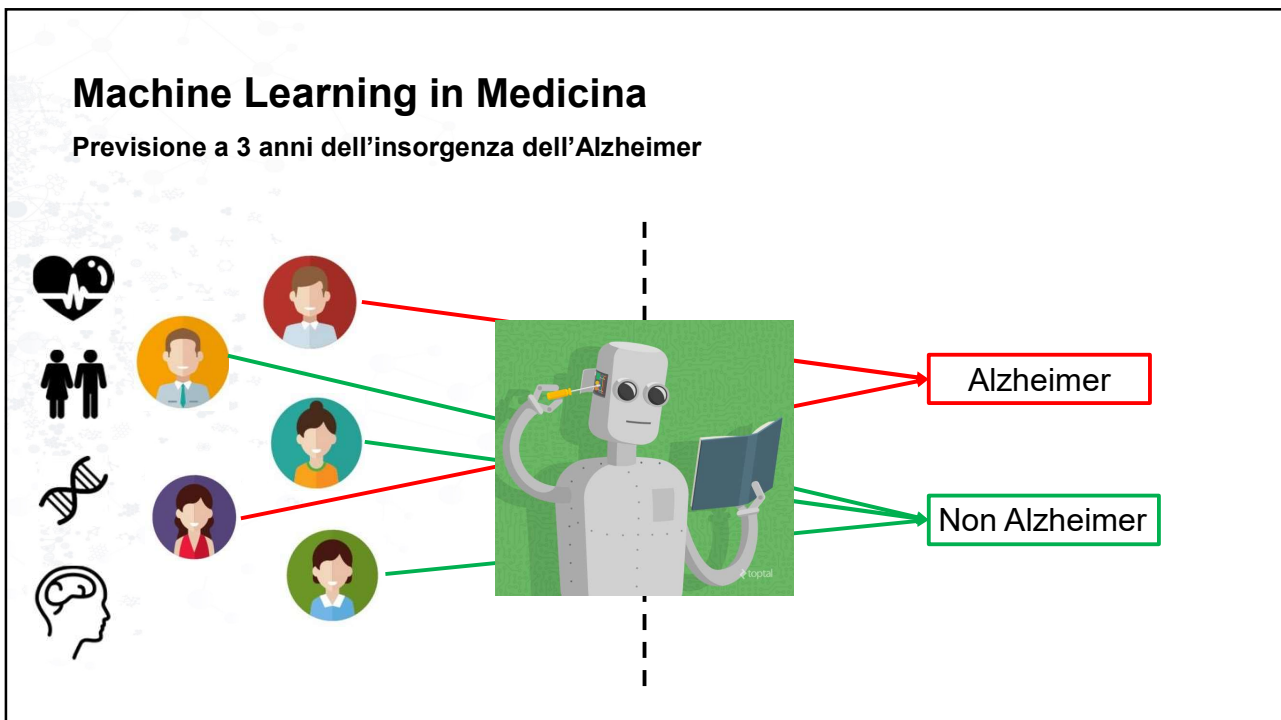 Machine Learning in Medicina
Previsione a 3 anni dell’insorgenza dell’Alzheimer
Alzheimer
Non Alzheimer
toptal